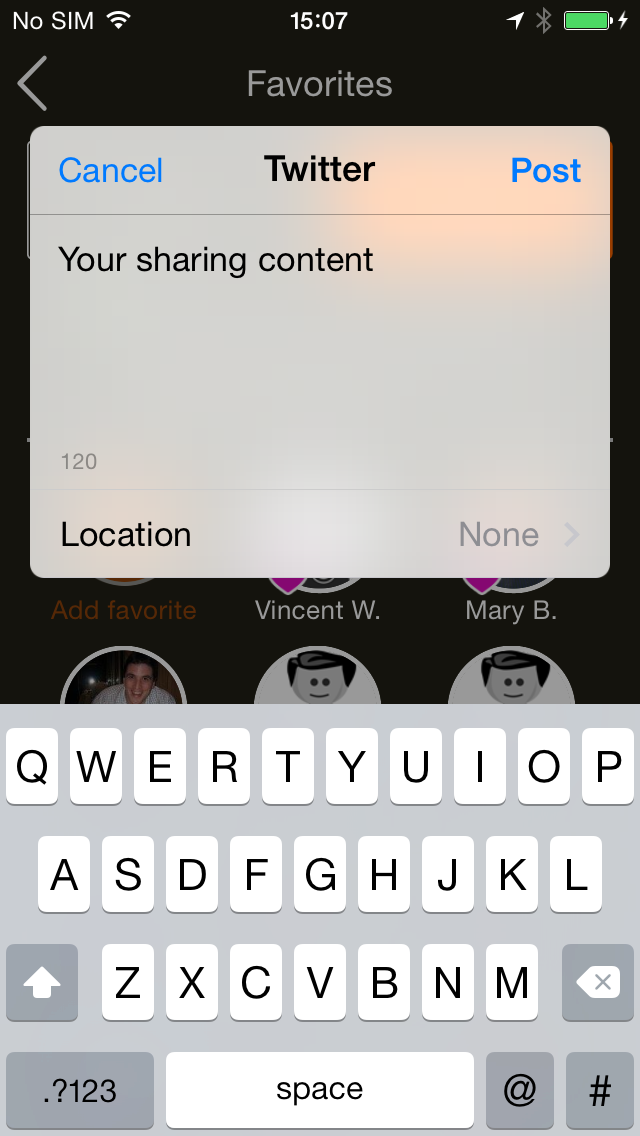 No SIM 15:07
Favorites
Cancel Twitter Post
Your sharing content
120
Location None
Add favorite Vincent W. Mary B.
Q W E R T Y U I O P
A S D F G H J K L
Z X C V B N M
.?123 space @ #